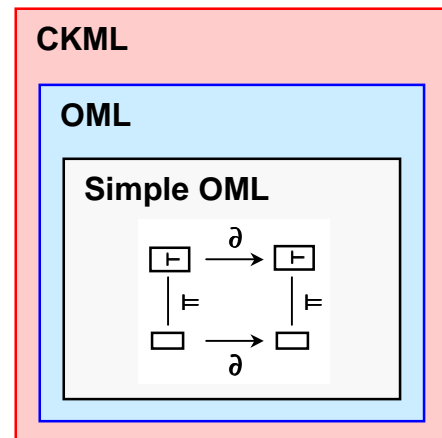 CKML
OML
Simple OML
∂
⊢ ⊢
⊨ ⊨
∂